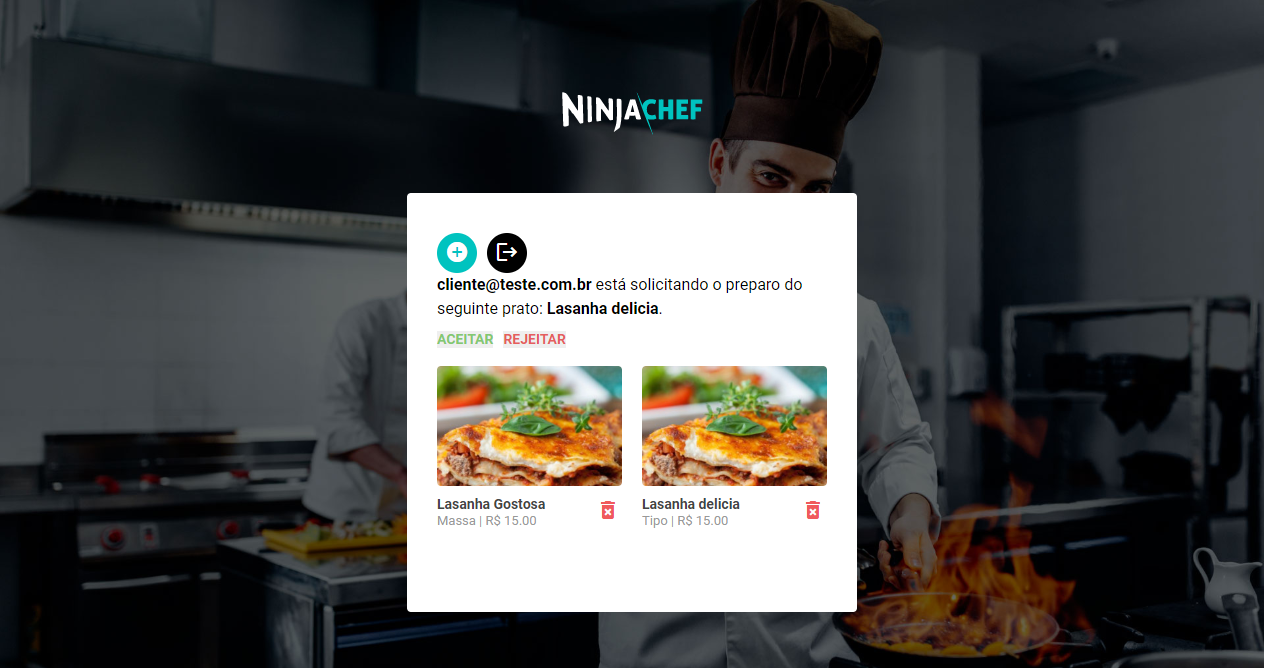 NINJACHEF
cliente@teste.com.br está solicitando o preparo do
seguinte prato: Lasanha delicia.
ACEITAR REJEITAR
Lasanha Gostosa
Massa | R$ 15.00
Lasanha delicia
Tipo | R$ 15.00